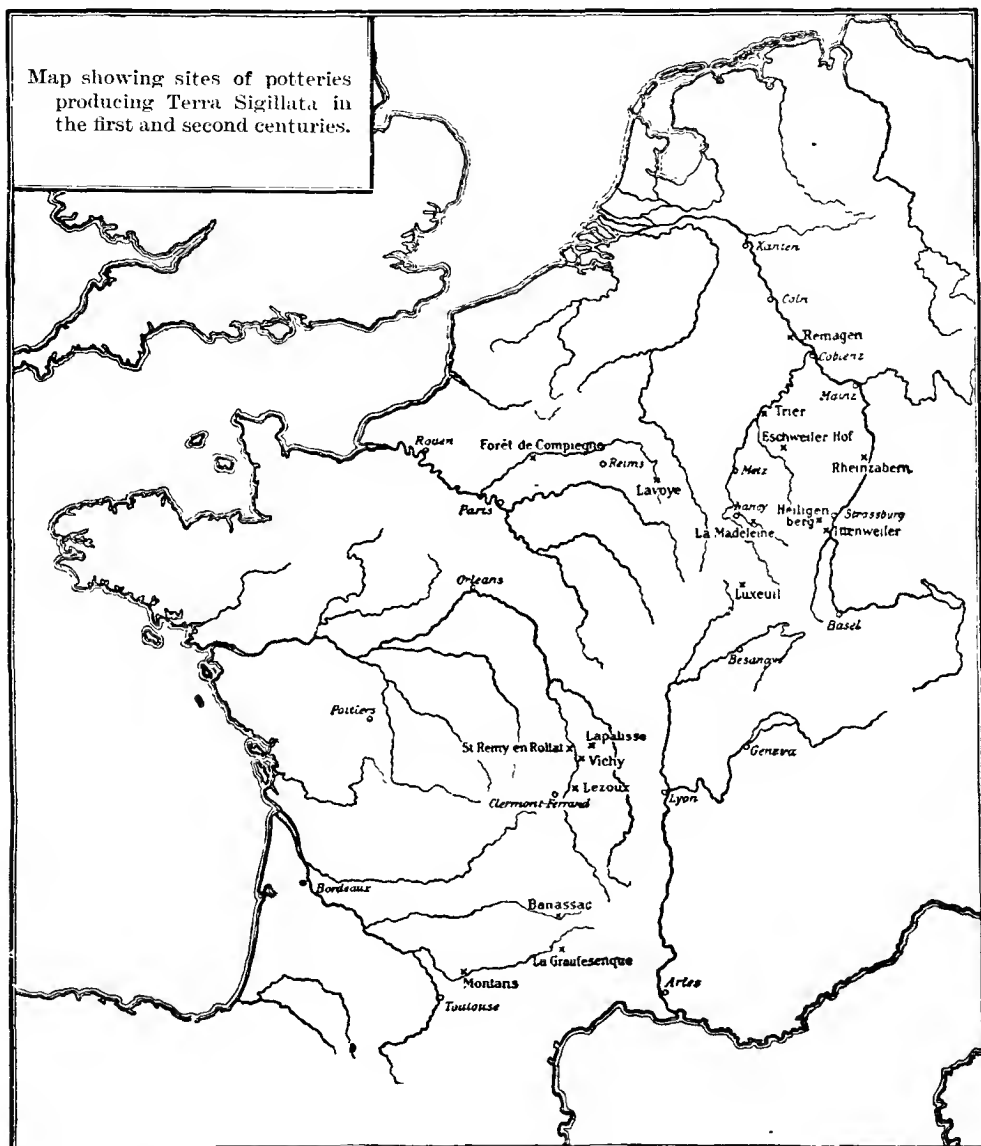 Map showing sites of potteries
producing Terra Sigillata in
the first and second centuries.
Xanten
Coln
Remagen
Coblenz
Mainz
Trier
Eschweiler Hof
Rouen
Forêt de Compiegne
Reims
Metz
Rheinzabern
Lavoye
Paris
Nancy
Heiligen
berg
Strassburg
La Madeleine
Ittenweiler
Orleans
Luxeuil
Basel
Besançon
Poitiers
St Remy en Rollat
Lapalisse
Vichy
Geneva
Lezoux
Clermont-Ferrand
Lyon
Bordeaux
Banassac
La Graufesenque
Montans
Arles
Toulouse